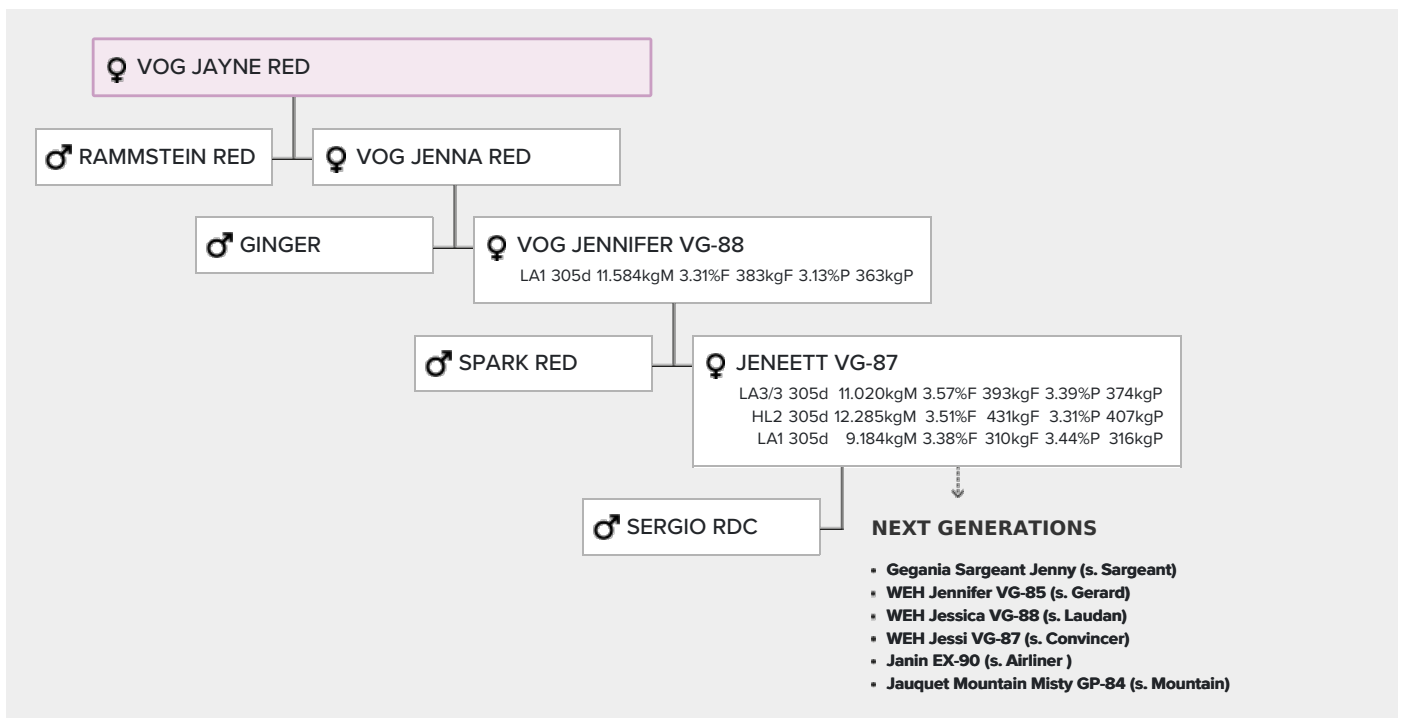 VOG JAYNE RED
RAMMSTEIN RED
VOG JENNA RED
GINGER
VOG JENNIFER VG-88
LA1 305d 11.584kgM 3.31%F 383kgF 3.13%P 363kgP
SPARK RED
JENEETT VG-87
LA3/3 305d 11.020kgM 3.57%F 393kgF 3.39%P 374kgP
HL2 305d 12.285kgM 3.51%F 431kgF 3.31%P 407kgP
LA1 305d 9.184kgM 3.38%F 310kgF 3.44%P 316kgP
SERGIO RDC
NEXT GENERATIONS
Gegania Sargeant Jenny (s. Sargeant)
WEH Jennifer VG-85 (s. Gerard)
WEH Jessica VG-88 (s. Laudan)
WEH Jessi VG-87 (s. Convincer)
Janin EX-90 (s. Airliner )
Jauquet Mountain Misty GP-84 (s. Mountain)